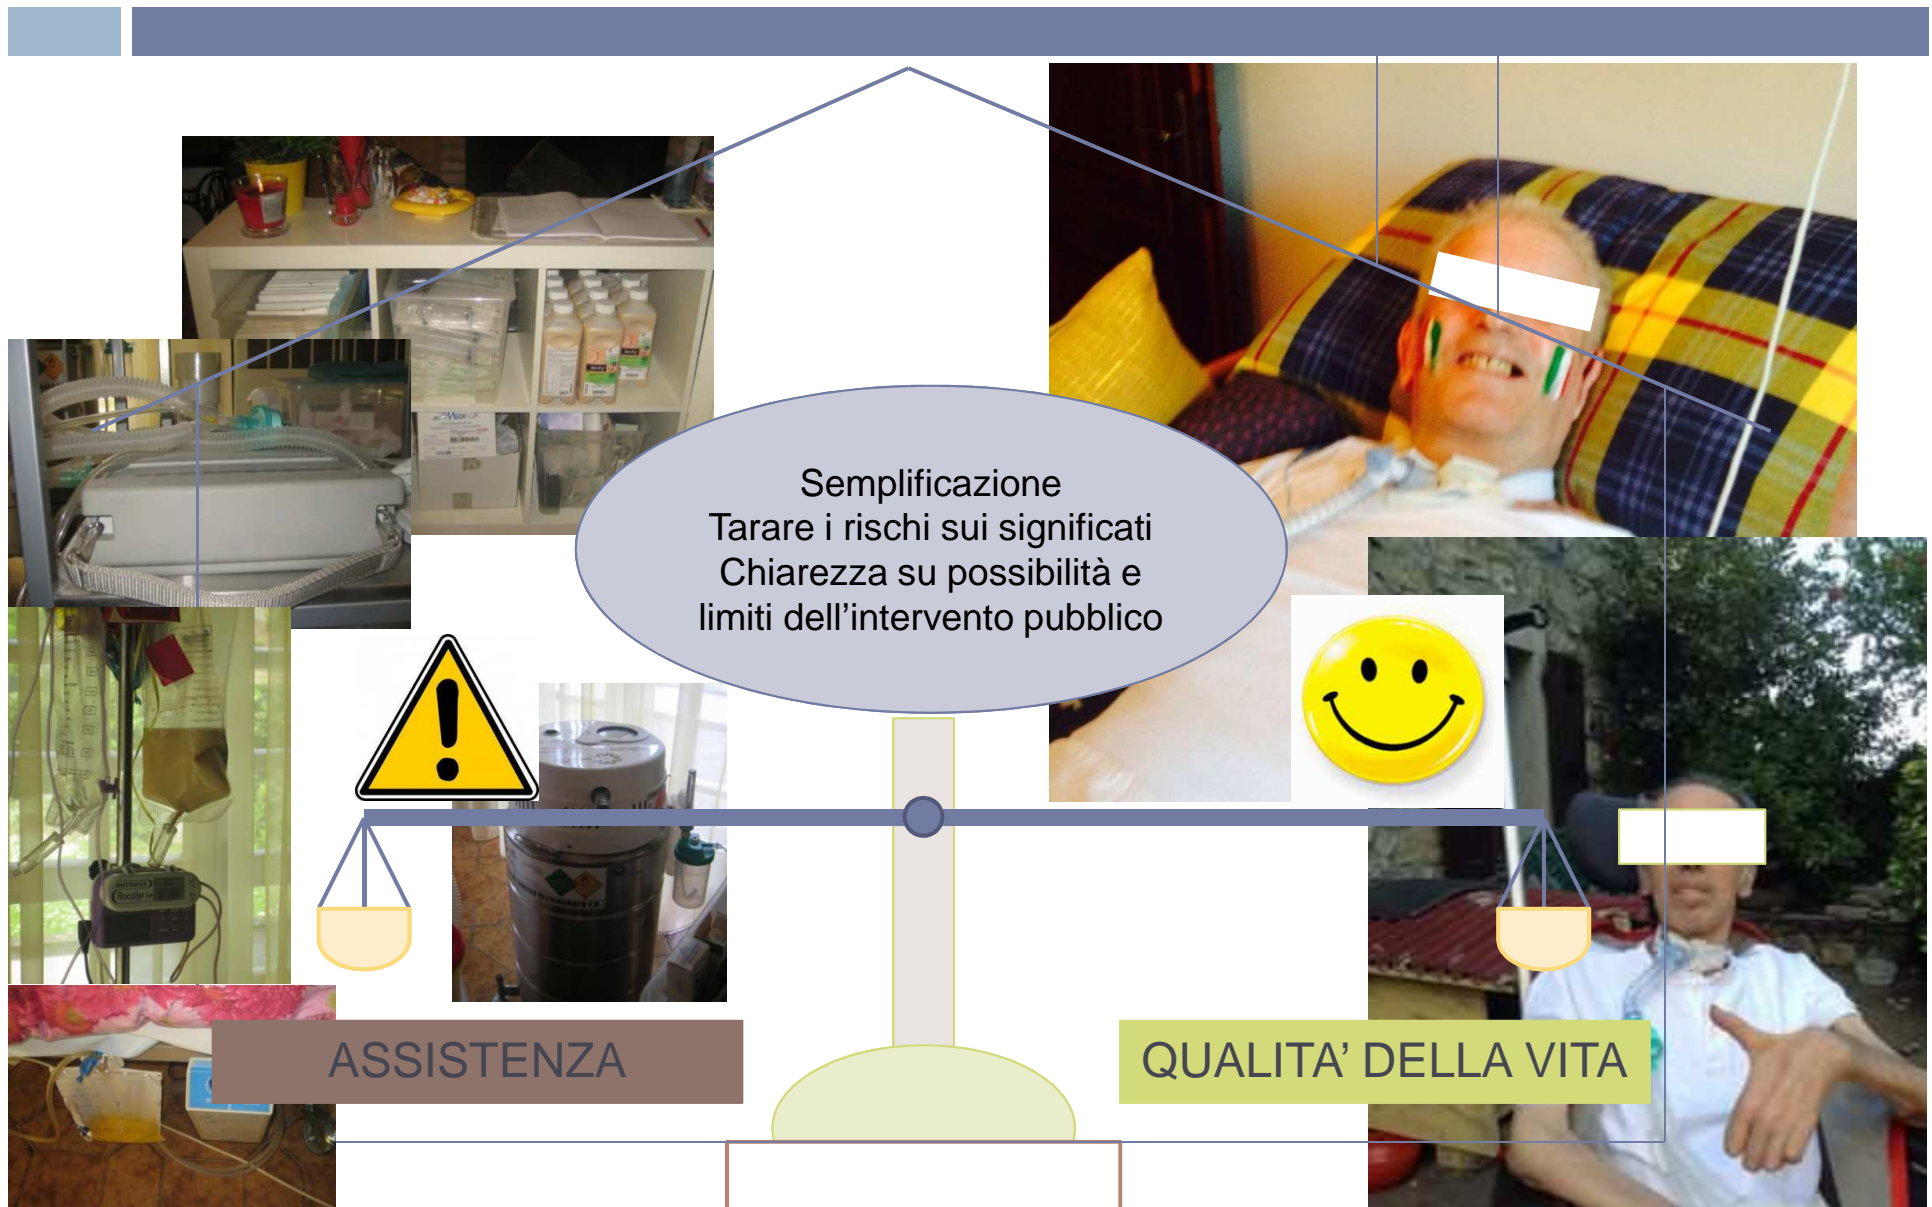 Semplificazione
Tarare i rischi sui significati
Chiarezza su possibilità e
limiti dell'intervento pubblico
ASSISTENZA
QUALITA' DELLA VITA